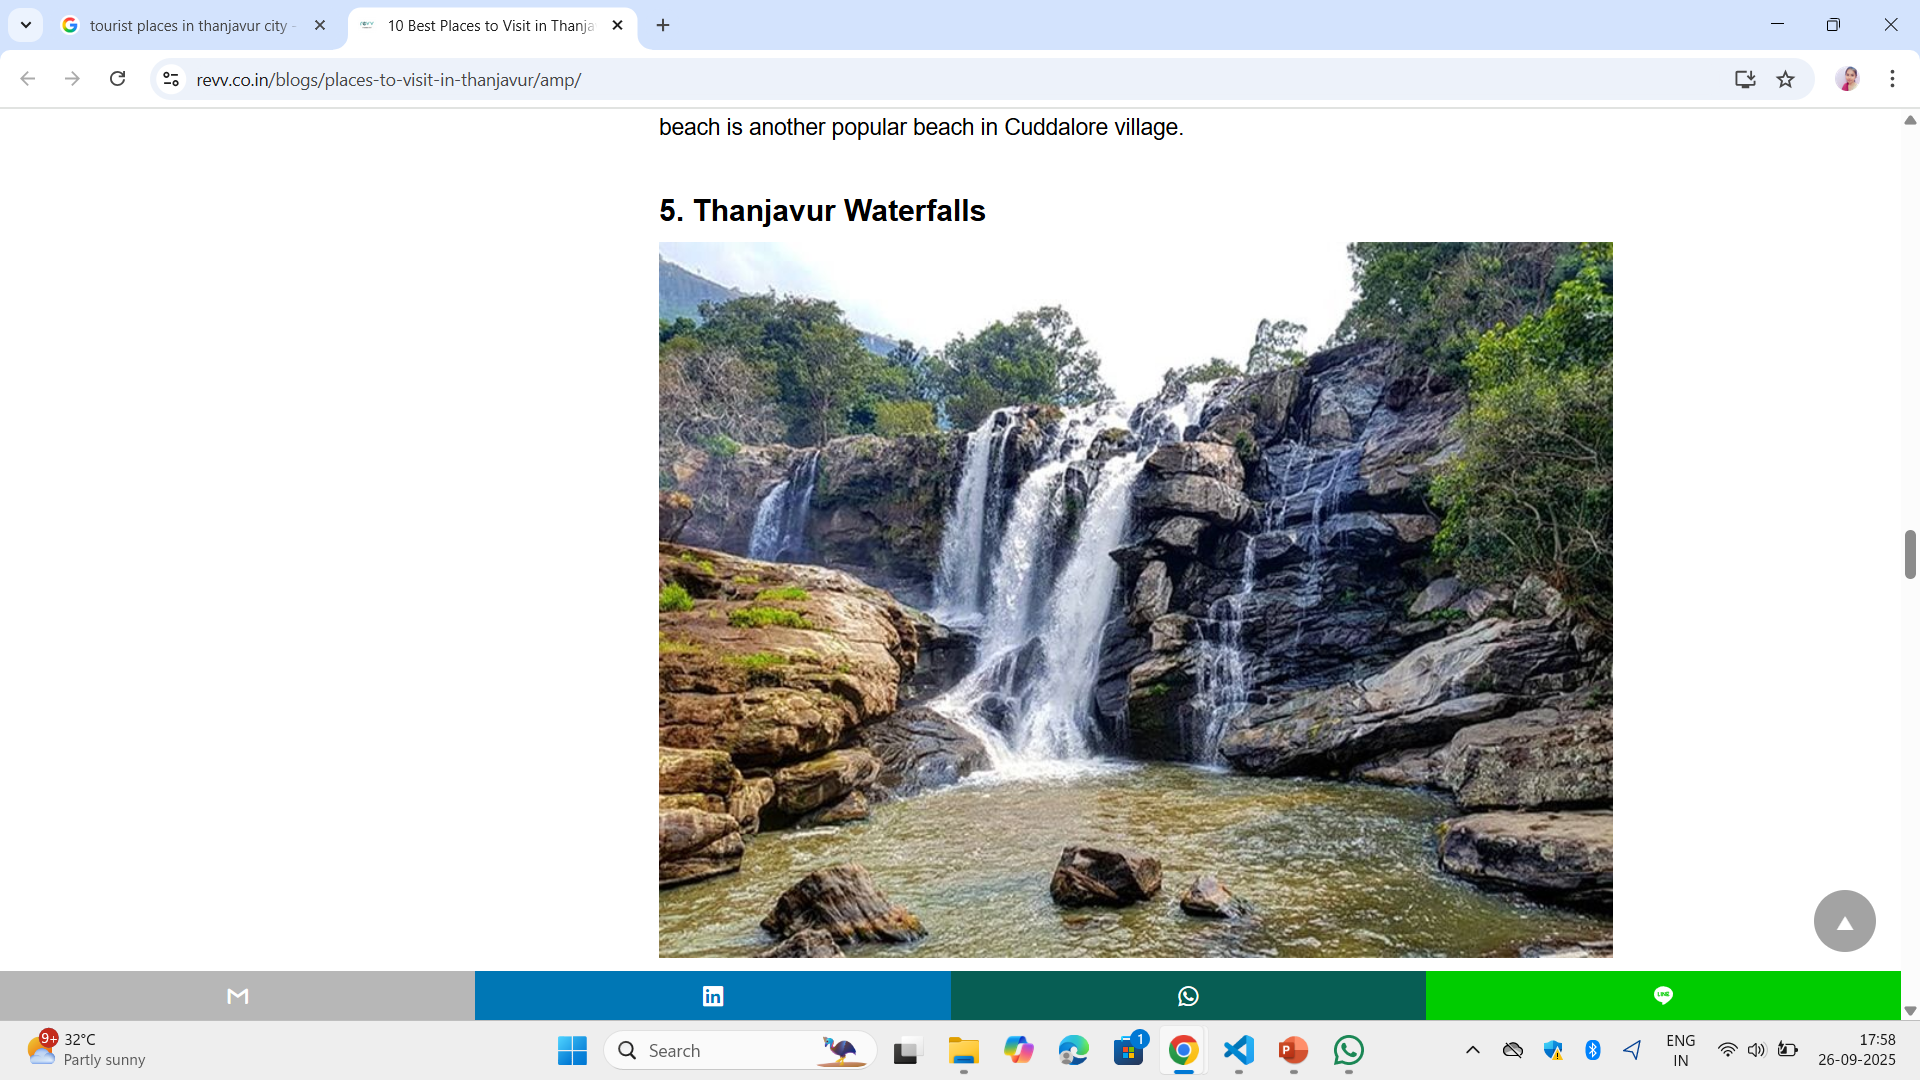 tourist places in thanjavur city -
10 Best Places to Visit in Thanja
revv.co.in/blogs/places-to-visit-in-thanjavur/amp/
beach is another popular beach in Cuddalore village.
5. Thanjavur Waterfalls
in
LINE
9+
32°C
Partly sunny
Search
1
P
ENG
IN
17:58
26-09-2025